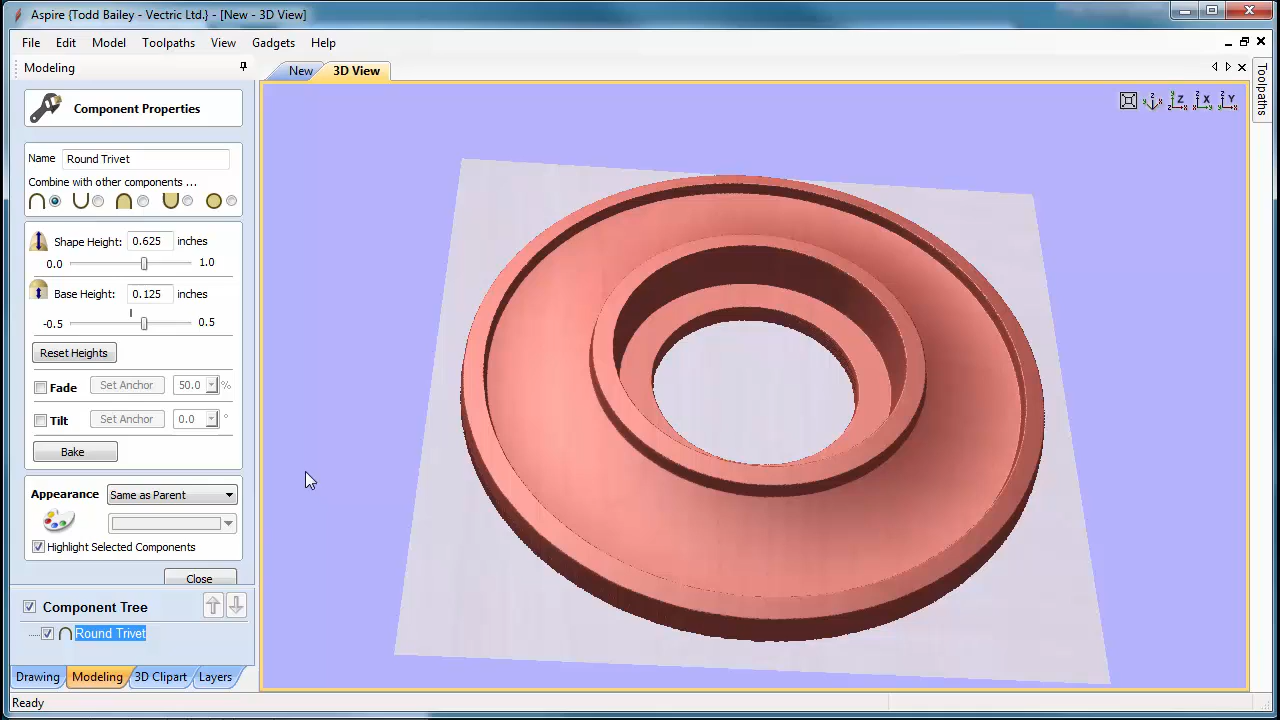 Aspire {Todd Bailey - Vectric Ltd.} - [New - 3D View]
File Edit Model Toolpaths View Gadgets Help
Modeling
New 3D View
Toolpaths
Component Properties
Name Round Trivet
Combine with other components ...
Shape Height: 0.625 inches
0.0 1.0
Base Height: 0.125 inches
-0.5 0.5
Reset Heights
Fade Set Anchor 50.0 %
Tilt Set Anchor 0.0 °
Bake
Appearance Same as Parent
Highlight Selected Components
Close
Component Tree
Round Trivet
Drawing Modeling 3D Clipart Layers
Ready